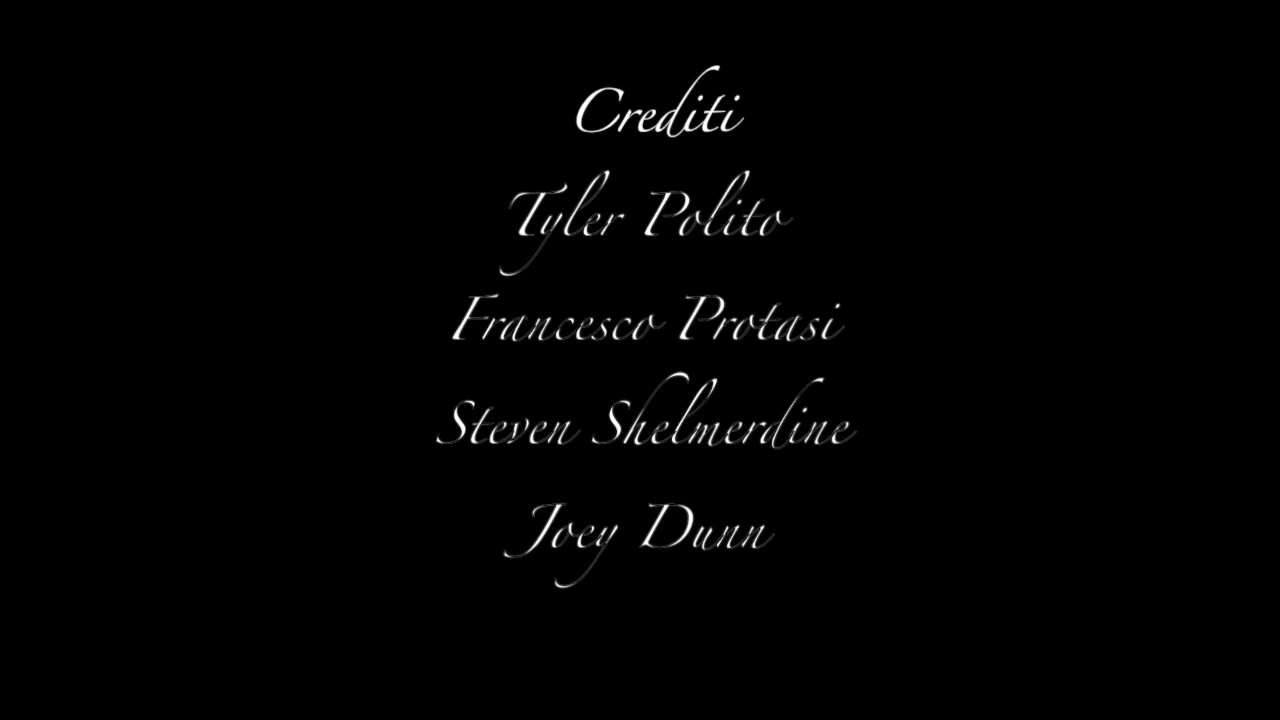 Crediti
Tyler Polito
Francesco Protasi
Steven Shelmerdine
Joey Dunn